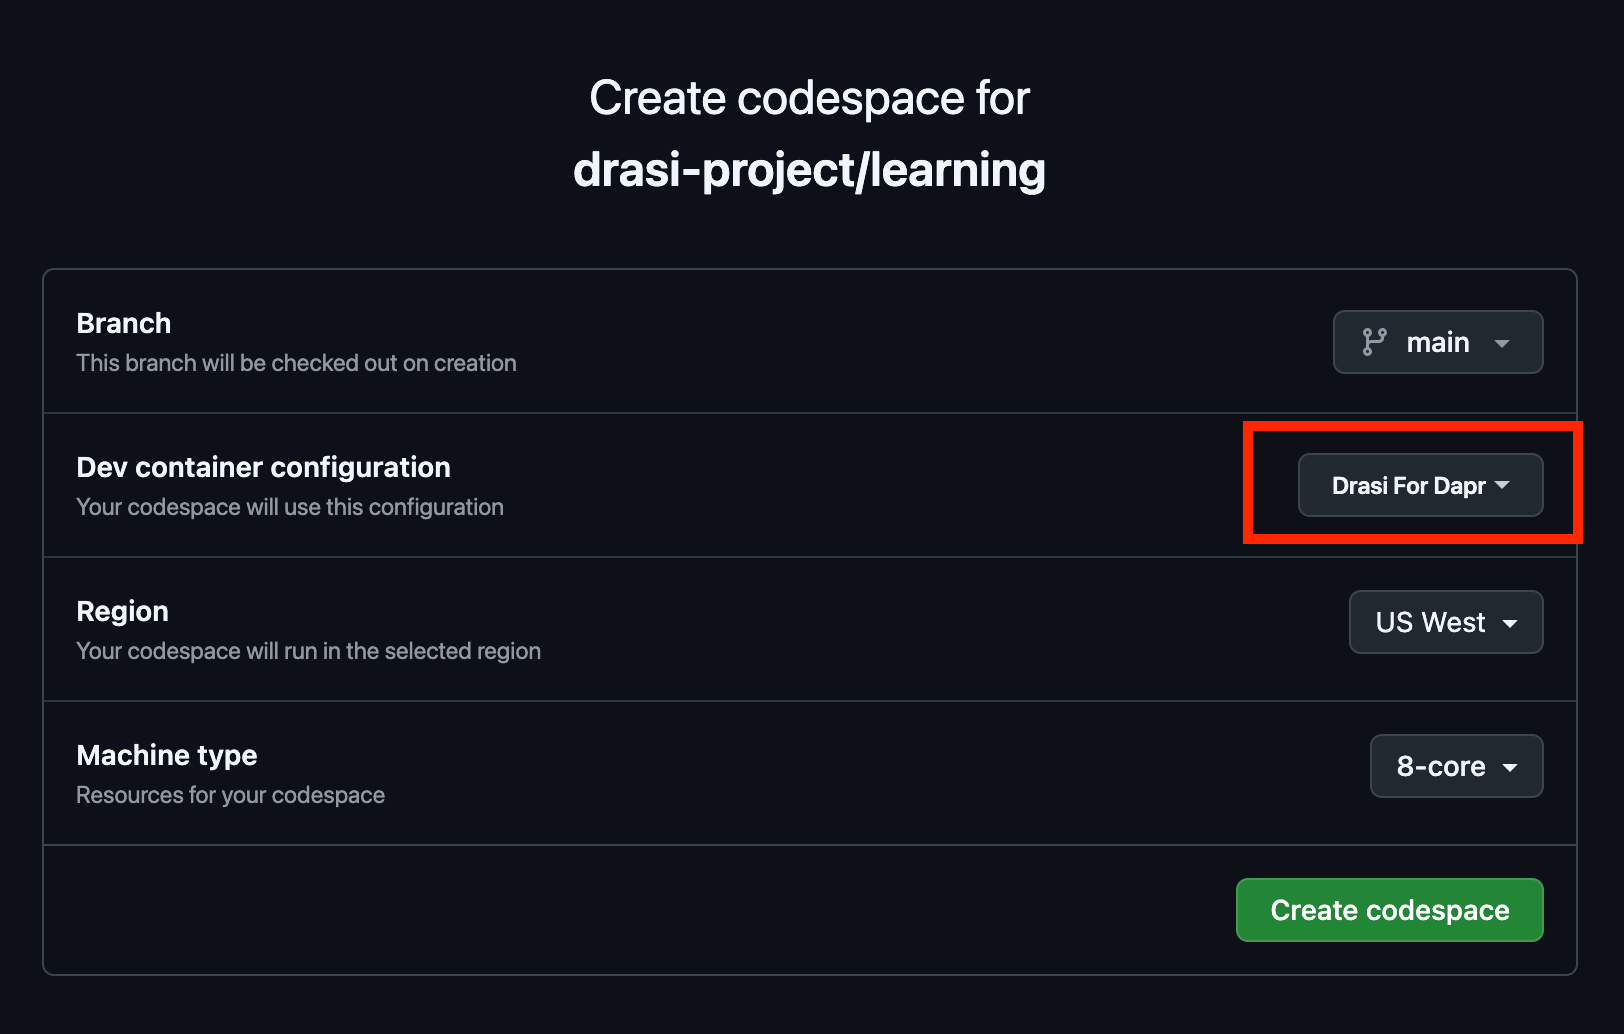 Create codespace for
drasi-project/learning
Branch
This branch will be checked out on creation
main
Dev container configuration
Your codespace will use this configuration
Drasi For Dapr
Region
Your codespace will run in the selected region
US West
Machine type
Resources for your codespace
8-core
Create codespace